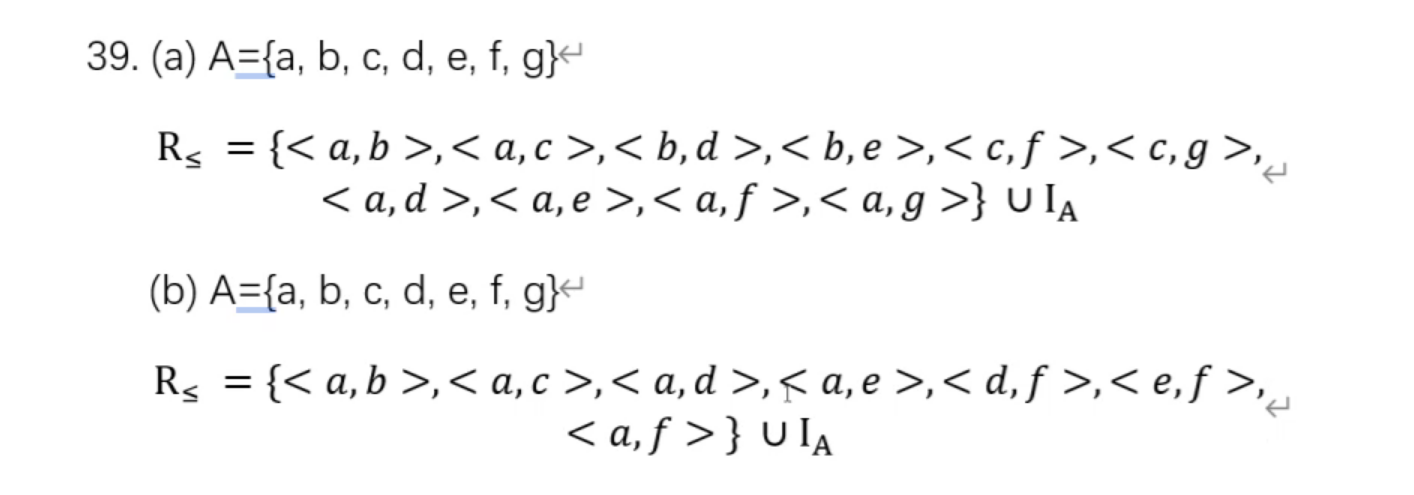 39. (a) A={a, b, c, d, e, f, g}↵
R≤ = {< a, b >,< a, c >,< b, d >,< b, e >,< c, f >,< c, g >,↵
< a, d >,< a, e >,< a, f >,< a, g >} ∪ I_A
(b) A={a, b, c, d, e, f, g}↵
R≤ = {< a, b >,< a, c >,< a, d >,< a, e >,< d, f >,< e, f >,↵
< a, f >} ∪ I_A